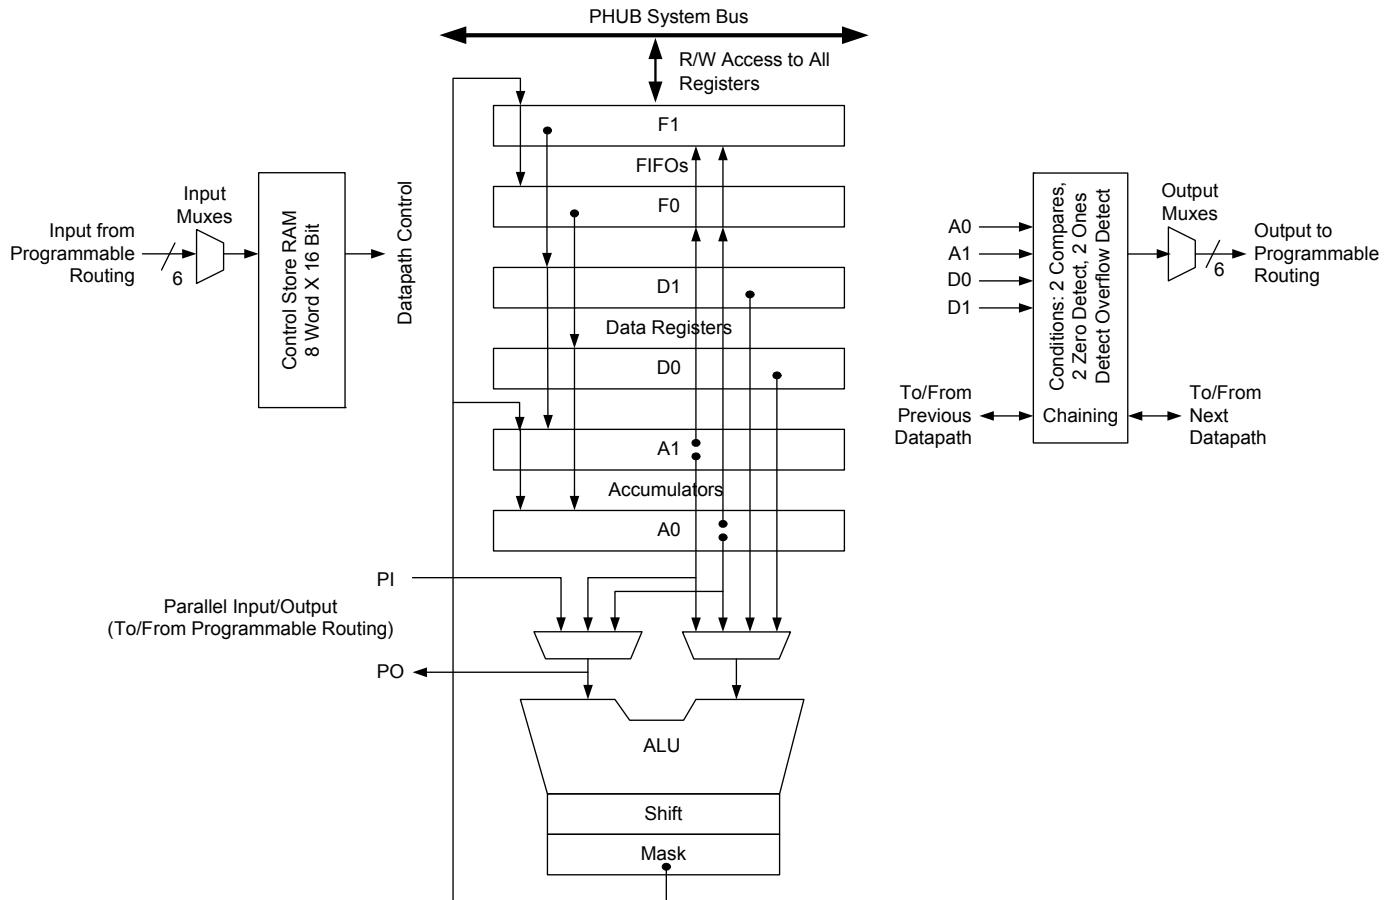 PHUB System Bus
R/W Access to All
Registers
F1
FIFOs
F0
D1
Data Registers
D0
A1
Accumulators
A0
Input from
Programmable
Routing
6
Input
Muxes
Control Store RAM
8 Word X 16 Bit
Datapath Control
PI
Parallel Input/Output
(To/From Programmable Routing)
PO
ALU
Shift
Mask
A0
A1
D0
D1
Conditions: 2 Compares,
2 Zero Detect, 2 Ones
Detect Overflow Detect
Chaining
To/From
Previous
Datapath
To/From
Next
Datapath
Output
Muxes
6
Output to
Programmable
Routing